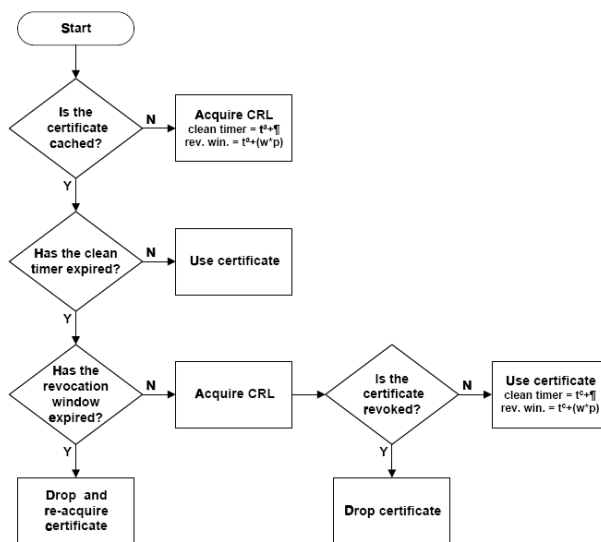 Start
Is the
certificate
cached?
N
Acquire CRL
clean timer = tª+¶
rev. win. = tª+(w*p)
Y
Has the clean
timer expired?
N
Use certificate
Y
Has the
revocation
window
expired?
N
Acquire CRL
Is the
certificate
revoked?
N
Use certificate
clean timer = tᶜ+¶
rev. win. = tᶜ+(w*p)
Y
Drop and
re-acquire
certificate
Y
Drop certificate